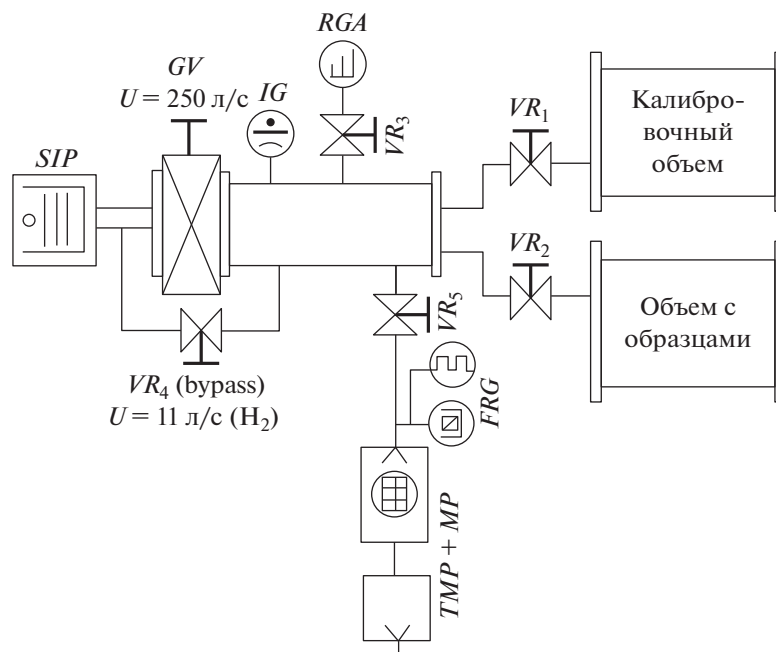 RGA
GV
U = 250 л/с
IG
VR3
VR1
Калибро-
вочный
объем
SIP
VR2
Объем с
образцами
VR5
VR4 (bypass)
U = 11 л/с (H2)
FRG
TMP + MP